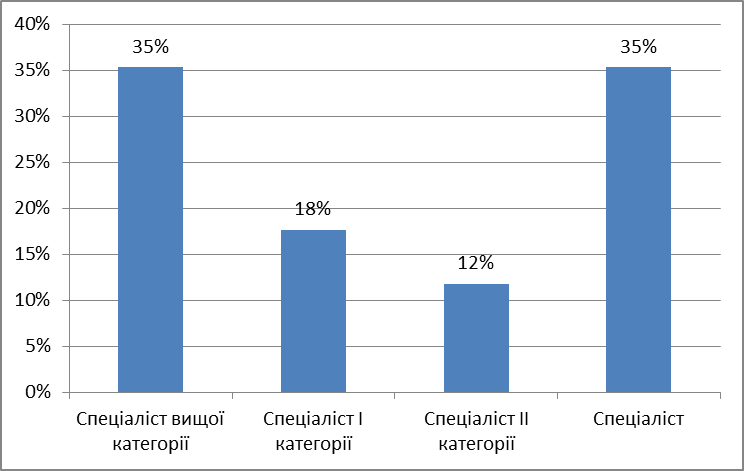 40%
35%
30%
25%
20%
15%
10%
5%
0%
35%
18%
12%
35%
Спеціаліст вищої
категорії
Спеціаліст І
категорії
Спеціаліст ІІ
категорії
Спеціаліст